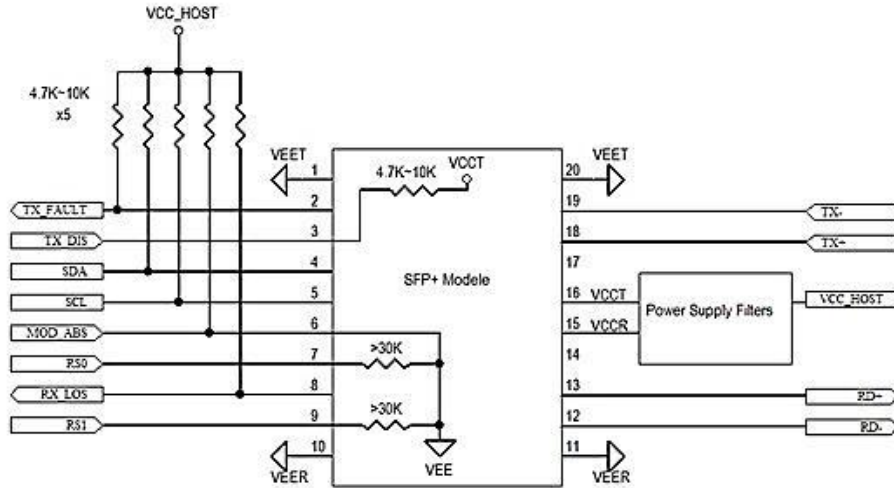 VCC_HOST
4.7K~10K
x5
VEET
1
4.7K~10K
VCCT
20
VEET
TX_FAULT
2
19
TX-
TX_DIS
3
18
TX+
SDA
4
17
SFP+ Modele
SCL
5
16
VCCT
Power Supply Filters
VCC_HOST
MOD_ABS
6
15
VCCR
RS0
7
>30K
14
RX_LOS
8
13
RD+
RS1
9
>30K
12
RD-
10
VEER
VEE
11
VEER